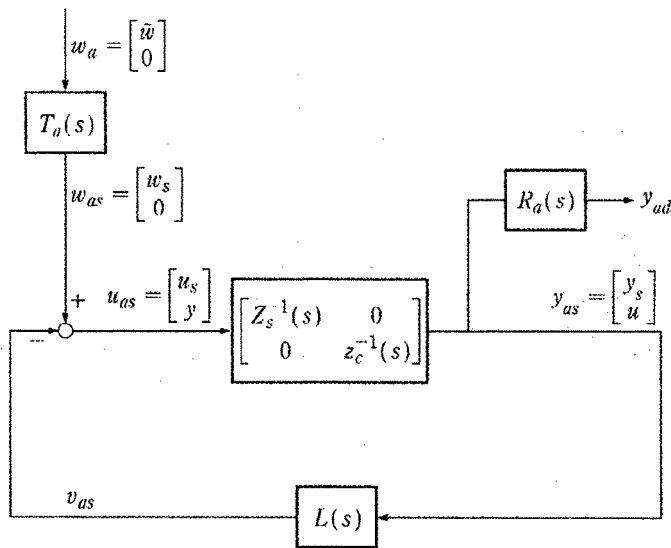 w_a = [w̃ 0]
T_a(s)
w_as = [w_s 0]
R_a(s)
y_ad
+
u_as = [u_s y]
[Z_s^-1(s) 0
0 z_c^-1(s)]
y_as = [y_s u]
−
v_as
L(s)